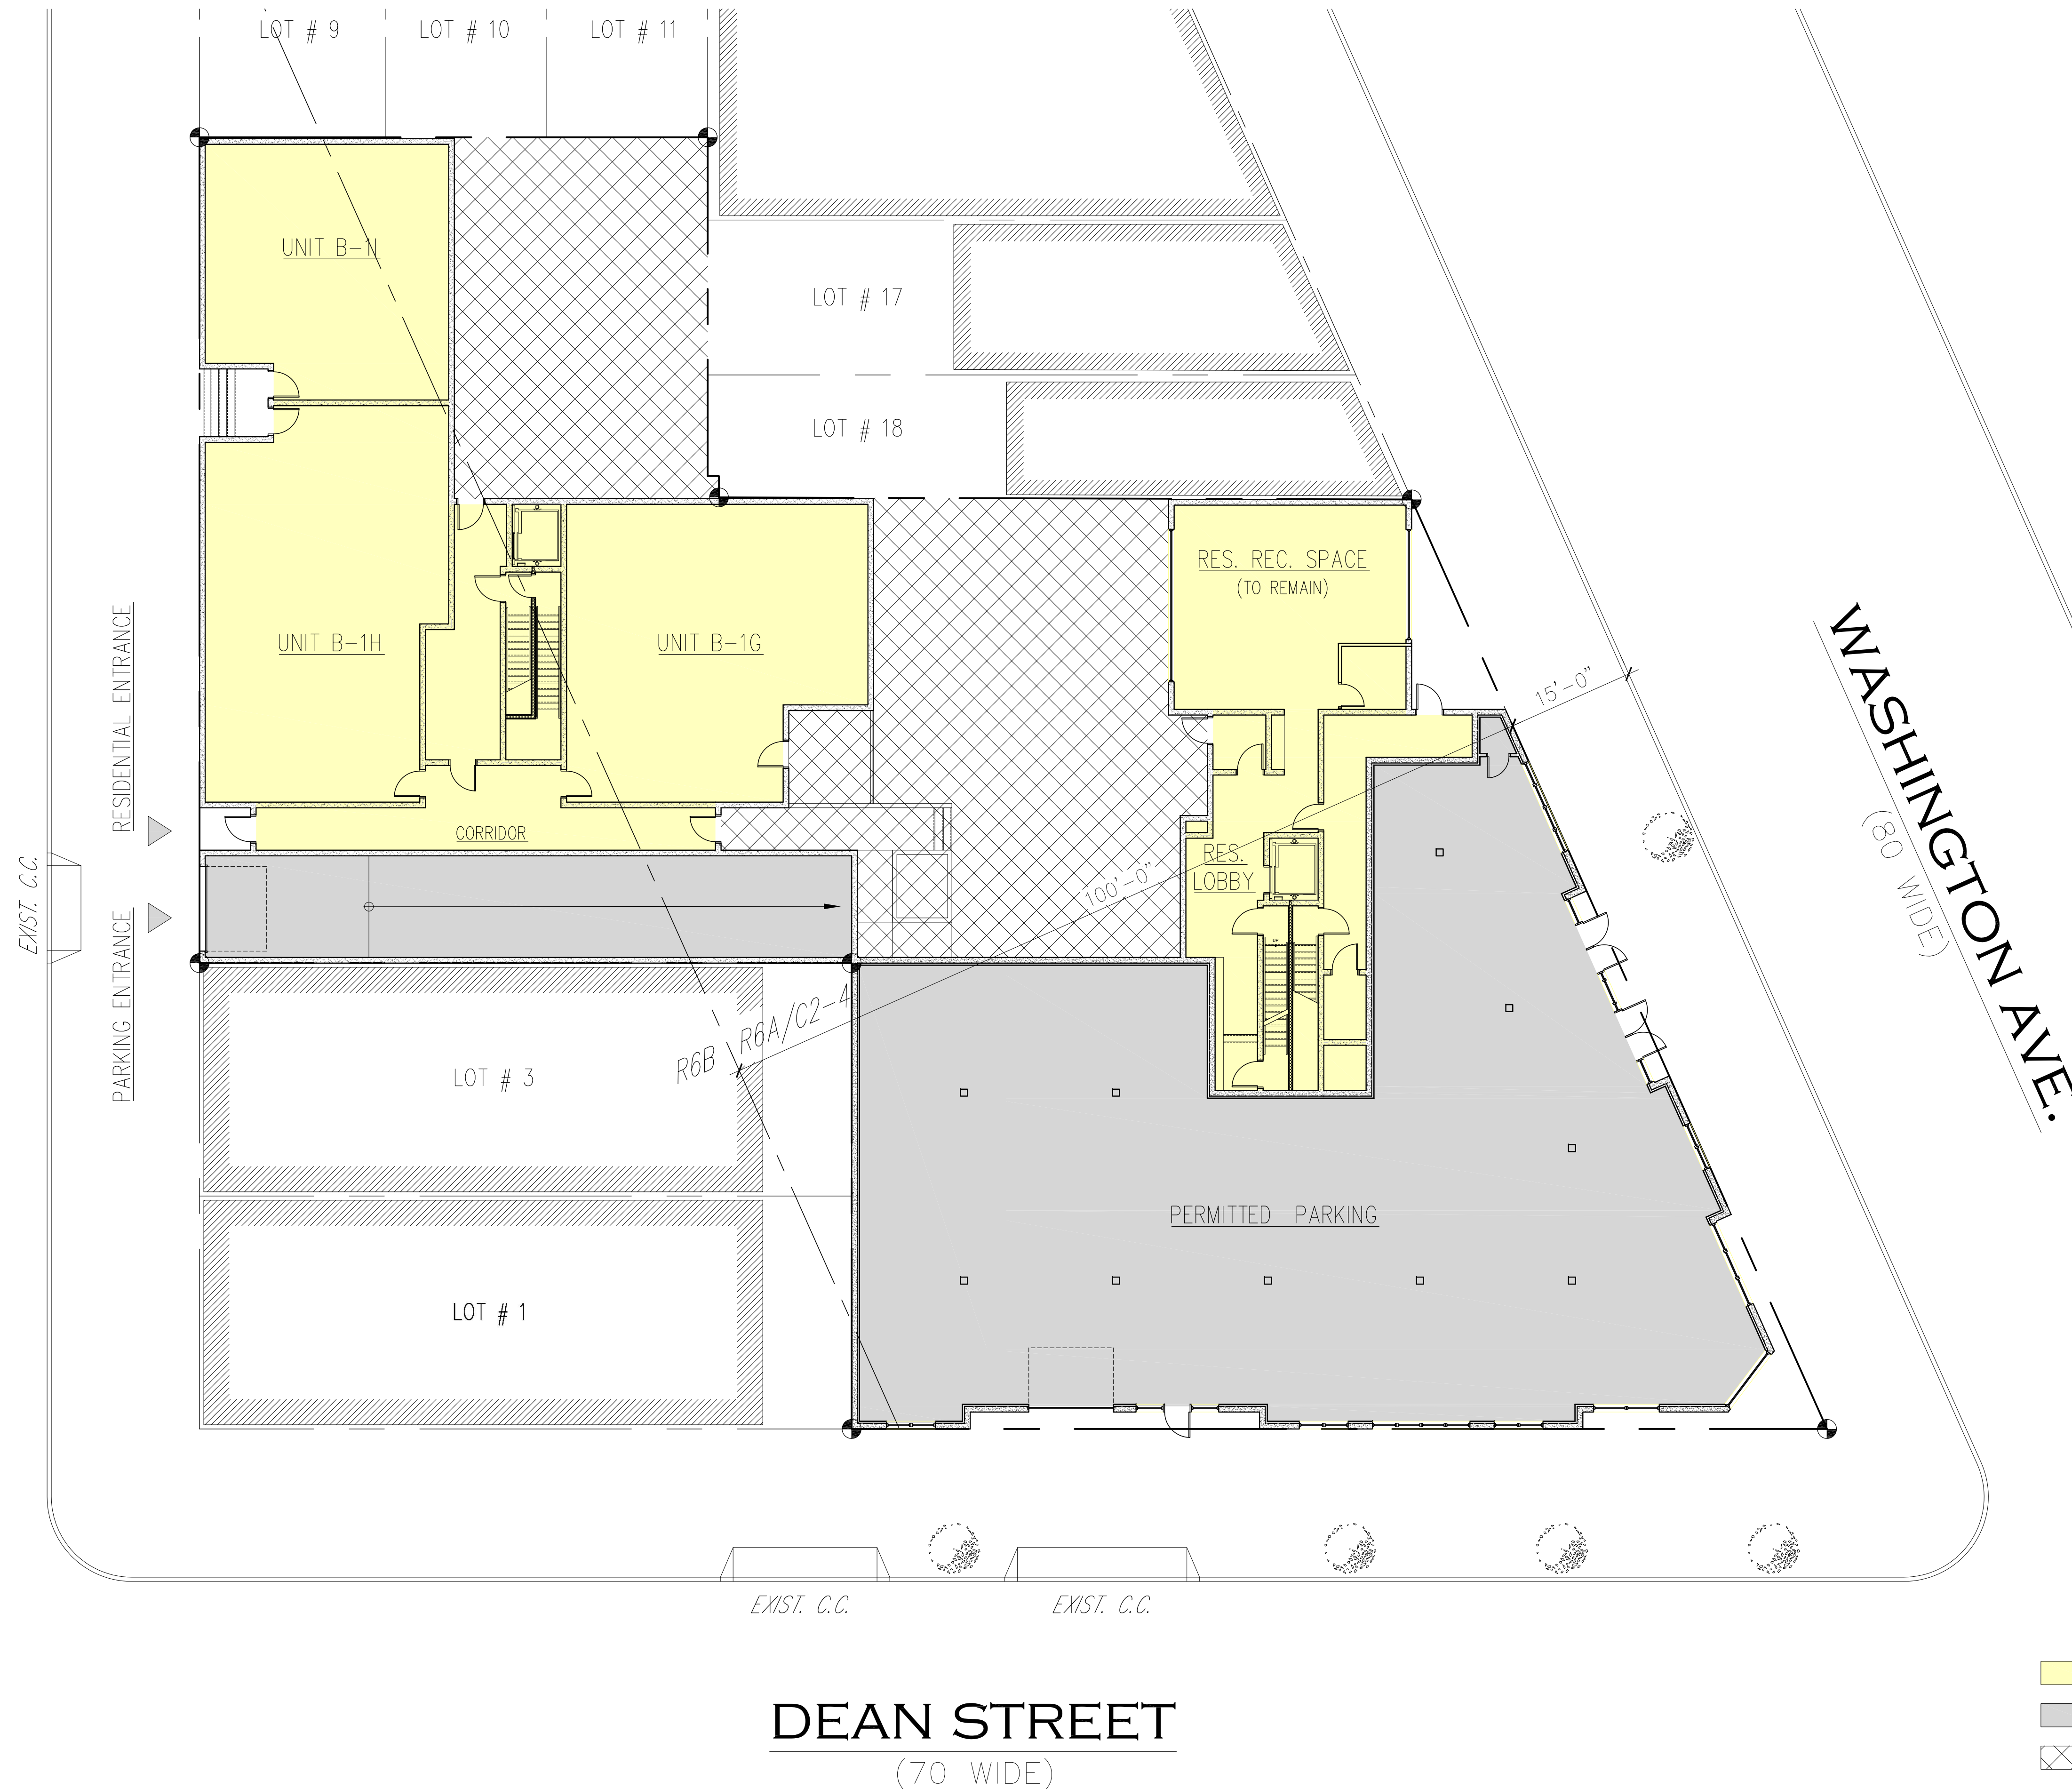 LOT # 9
LOT # 10
LOT # 11
UNIT B-1I
LOT # 17
LOT # 18
RES. REC. SPACE
(TO REMAIN)
UNIT B-1H
UNIT B-1G
RESIDENTIAL ENTRANCE
15'-0"
WASHINGTON AVE.
(80 WIDE)
CORRIDOR
RES.
LOBBY
100'-0"
UP
EXIST. C.C.
PARKING ENTRANCE
R6B R6A/C2-4
LOT # 3
PERMITTED PARKING
LOT # 1
EXIST. C.C.
EXIST. C.C.
DEAN STREET
(70 WIDE)